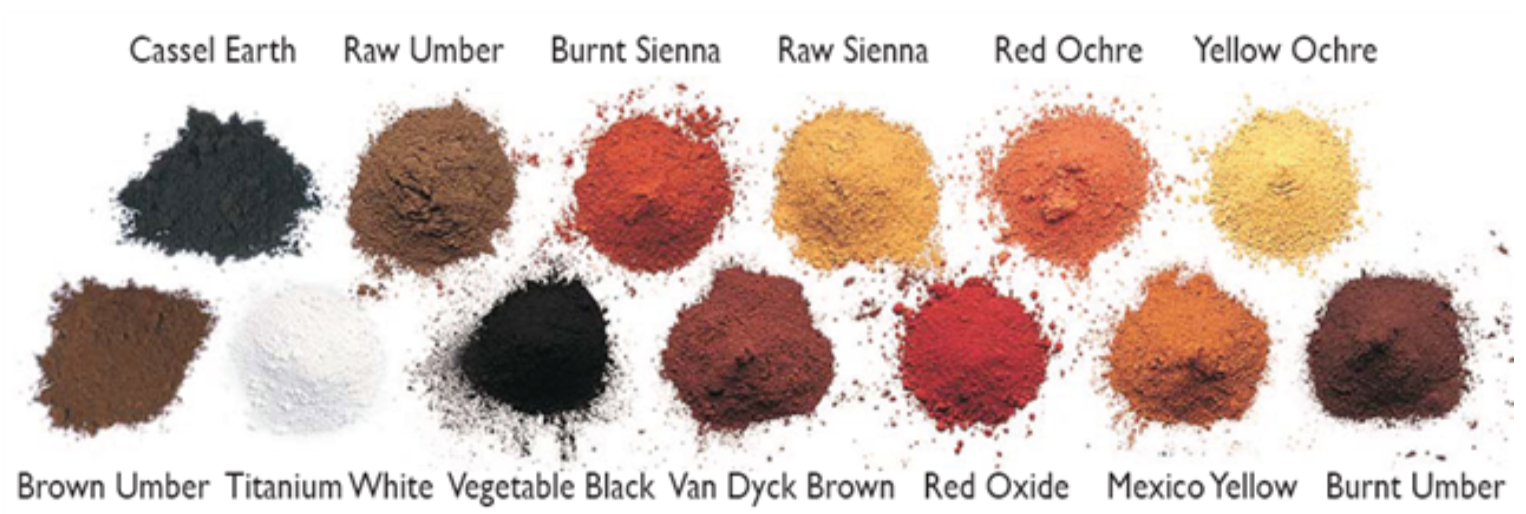 Cassel Earth Raw Umber Burnt Sienna Raw Sienna Red Ochre Yellow Ochre
Brown Umber Titanium White Vegetable Black Van Dyck Brown Red Oxide Mexico Yellow Burnt Umber